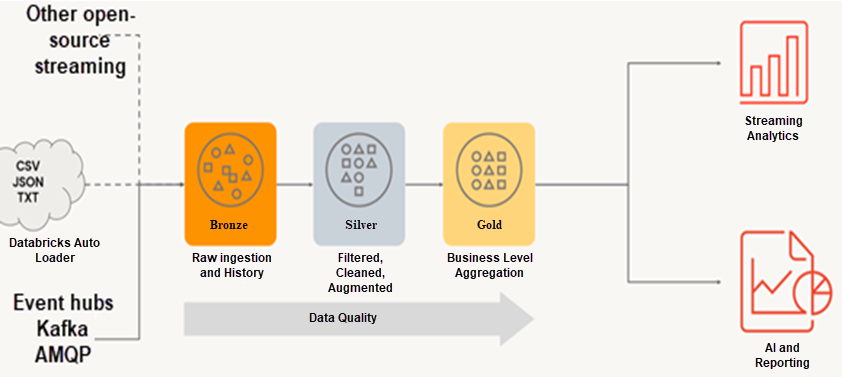 Other open-
source
streaming
CSV
JSON
TXT
Databricks Auto
Loader
Event hubs
Kafka
AMQP
Bronze
Raw ingestion
and History
Silver
Filtered,
Cleaned,
Augmented
Gold
Business Level
Aggregation
Data Quality
Streaming
Analytics
AI and
Reporting